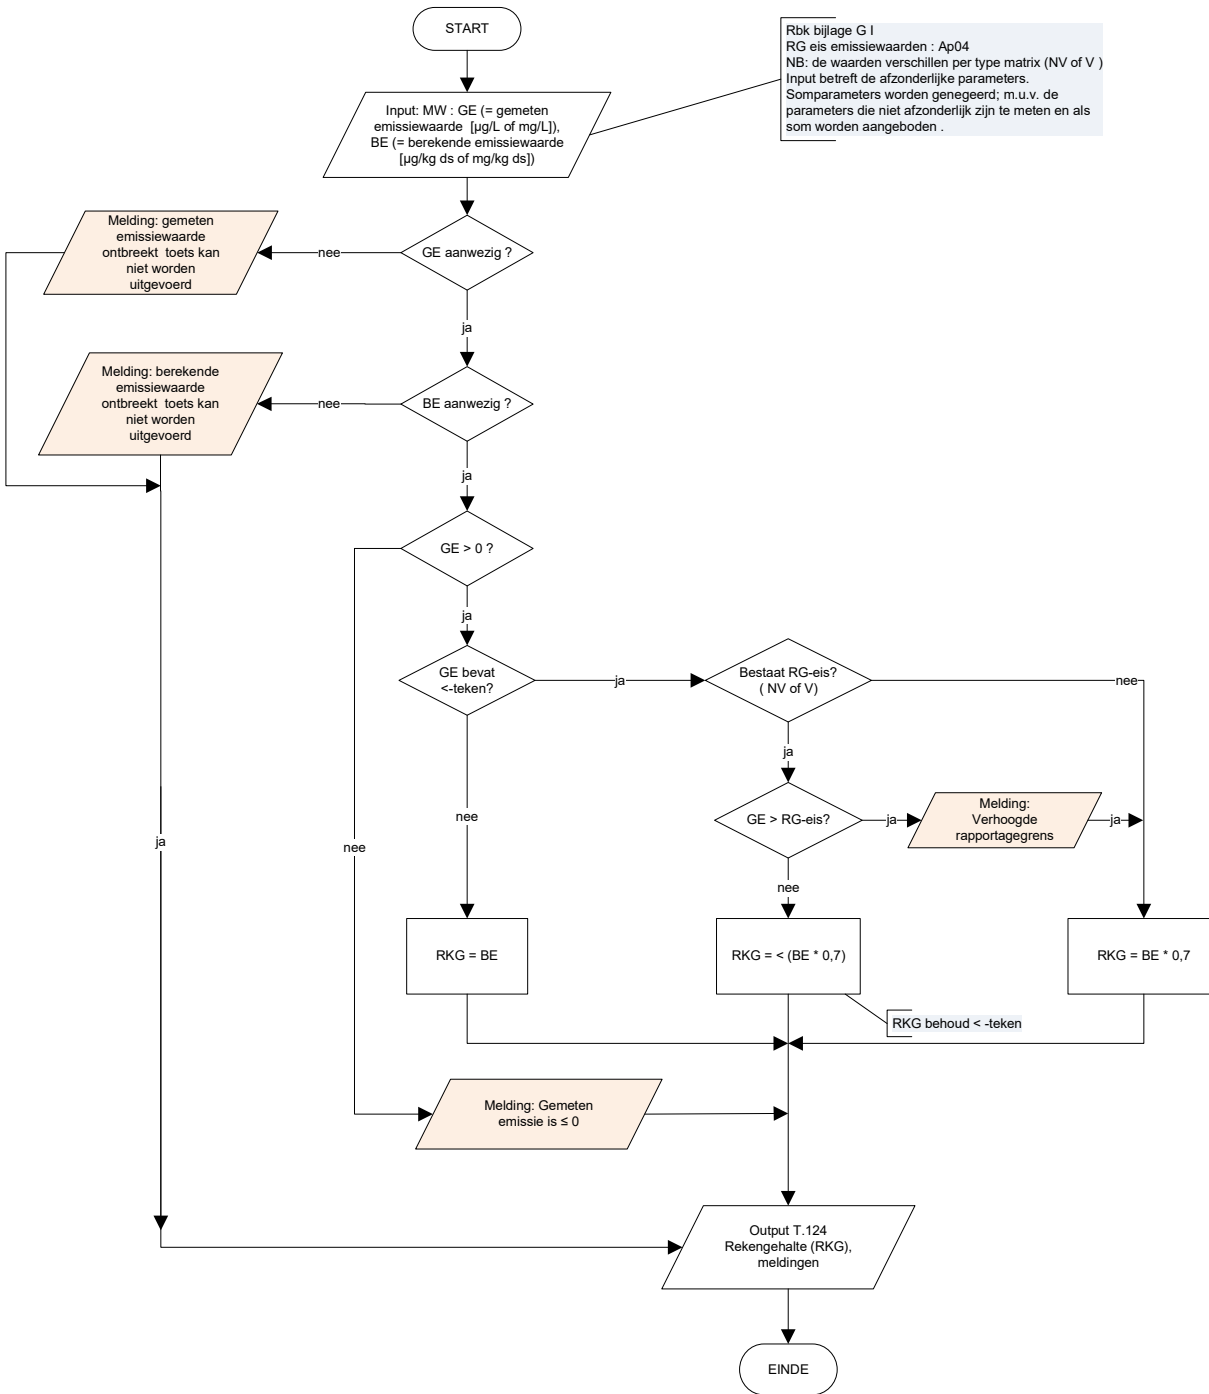 START
Rbk bijlage G I
RG eis emissiewaarden : Ap04
NB: de waarden verschillen per type matrix (NV of V )
Input betreft de afzonderlijke parameters.
Somparameters worden genegeerd; m.u.v. de
parameters die niet afzonderlijk zijn te meten en als
som worden aangeboden .
Input: MW : GE (= gemeten
emissiewaarde [µg/L of mg/L]),
BE (= berekende emissiewaarde
[µg/kg ds of mg/kg ds])
Melding: gemeten
emissiewaarde
ontbreekt toets kan
niet worden
uitgevoerd
nee
GE aanwezig ?
ja
Melding: berekende
emissiewaarde
ontbreekt toets kan
niet worden
uitgevoerd
nee
BE aanwezig ?
ja
GE > 0 ?
ja
GE bevat
<-teken?
ja
Bestaat RG-eis?
( NV of V)
nee
ja
nee
GE > RG-eis?
ja
Melding:
Verhoogde
rapportagegrens
ja
ja
nee
nee
RKG = BE
RKG = < (BE * 0,7)
RKG = BE * 0,7
RKG behoud < -teken
Melding: Gemeten
emissie is ≤ 0
Output T.124
Rekengehalte (RKG),
meldingen
EINDE